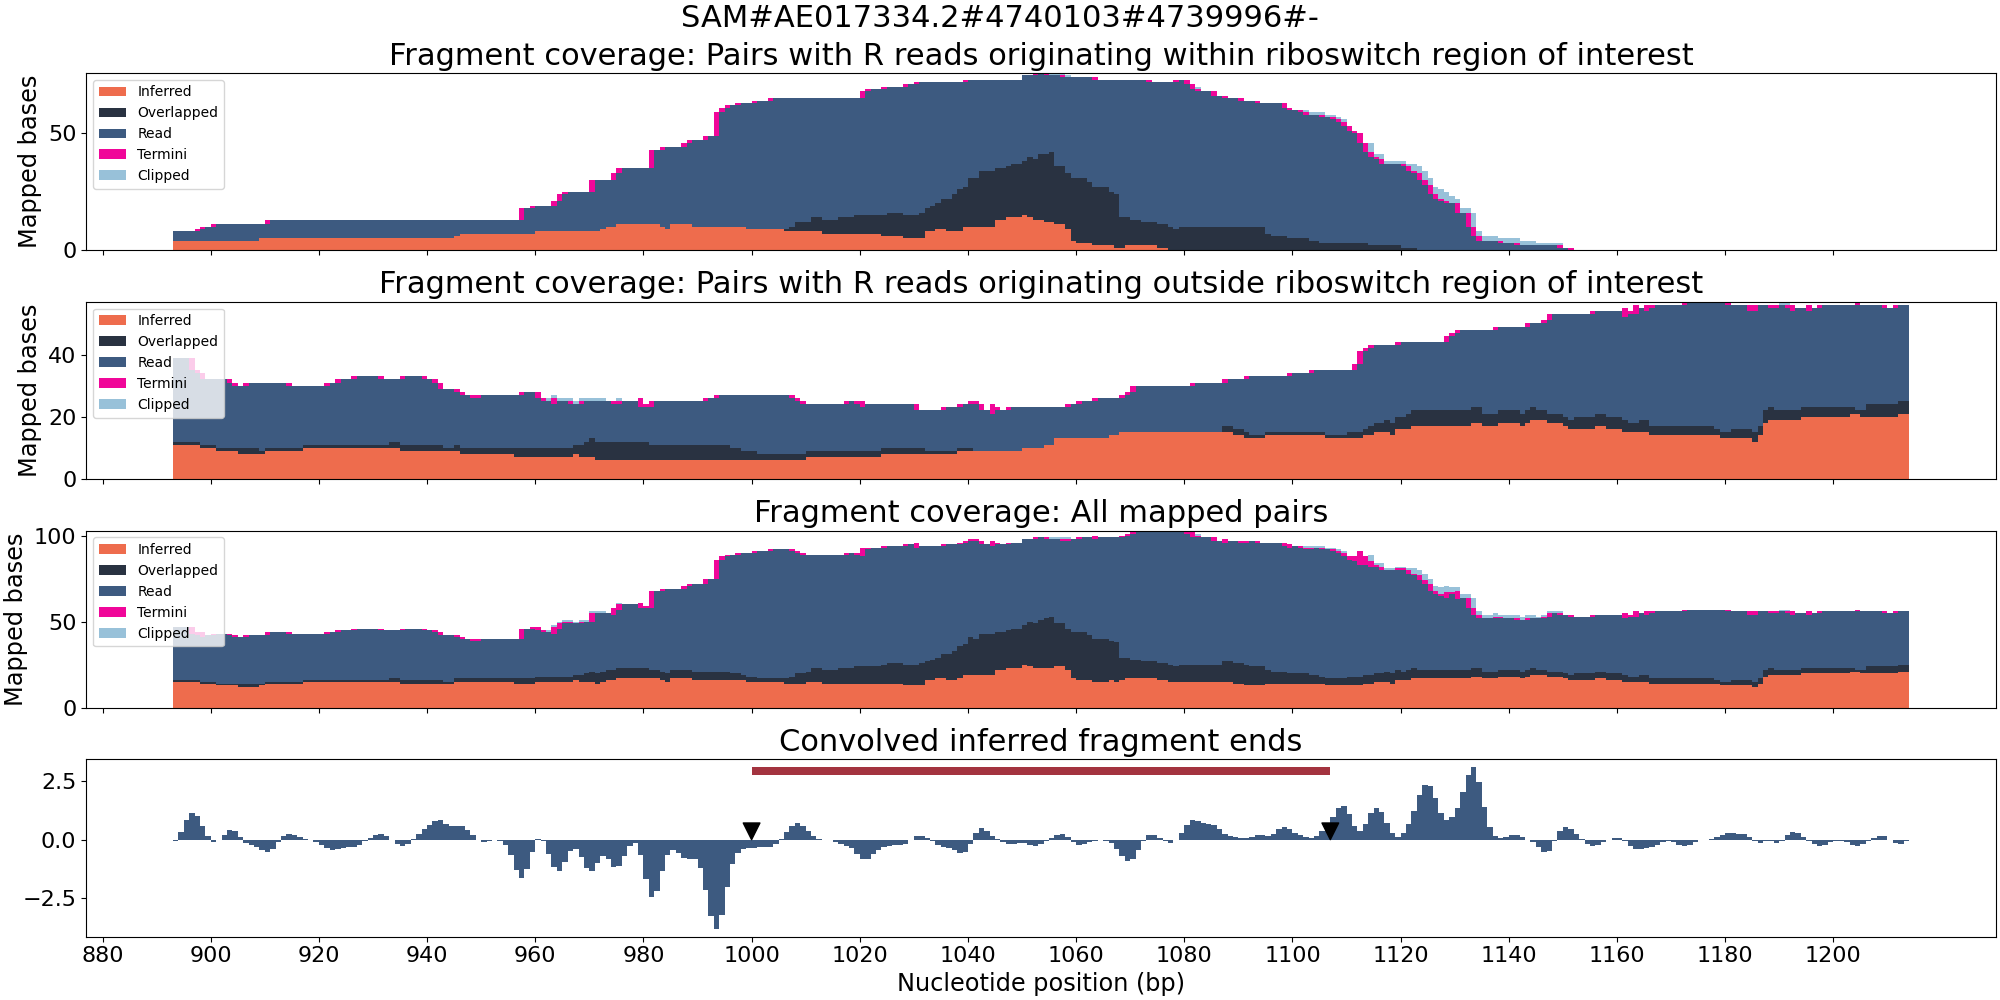 SAM#AE017334.2#4740103#4739996#-
Fragment coverage: Pairs with R reads originating within riboswitch region of interest
Mapped bases
50
0
Inferred
Overlapped
Read
Termini
Clipped
Fragment coverage: Pairs with R reads originating outside riboswitch region of interest
Mapped bases
40
20
0
Inferred
Overlapped
Read
Termini
Clipped
Fragment coverage: All mapped pairs
Mapped bases
100
50
0
Inferred
Overlapped
Read
Termini
Clipped
Convolved inferred fragment ends
2.5
0.0
−2.5
880 900 920 940 960 980 1000 1020 1040 1060 1080 1100 1120 1140 1160 1180 1200
Nucleotide position (bp)